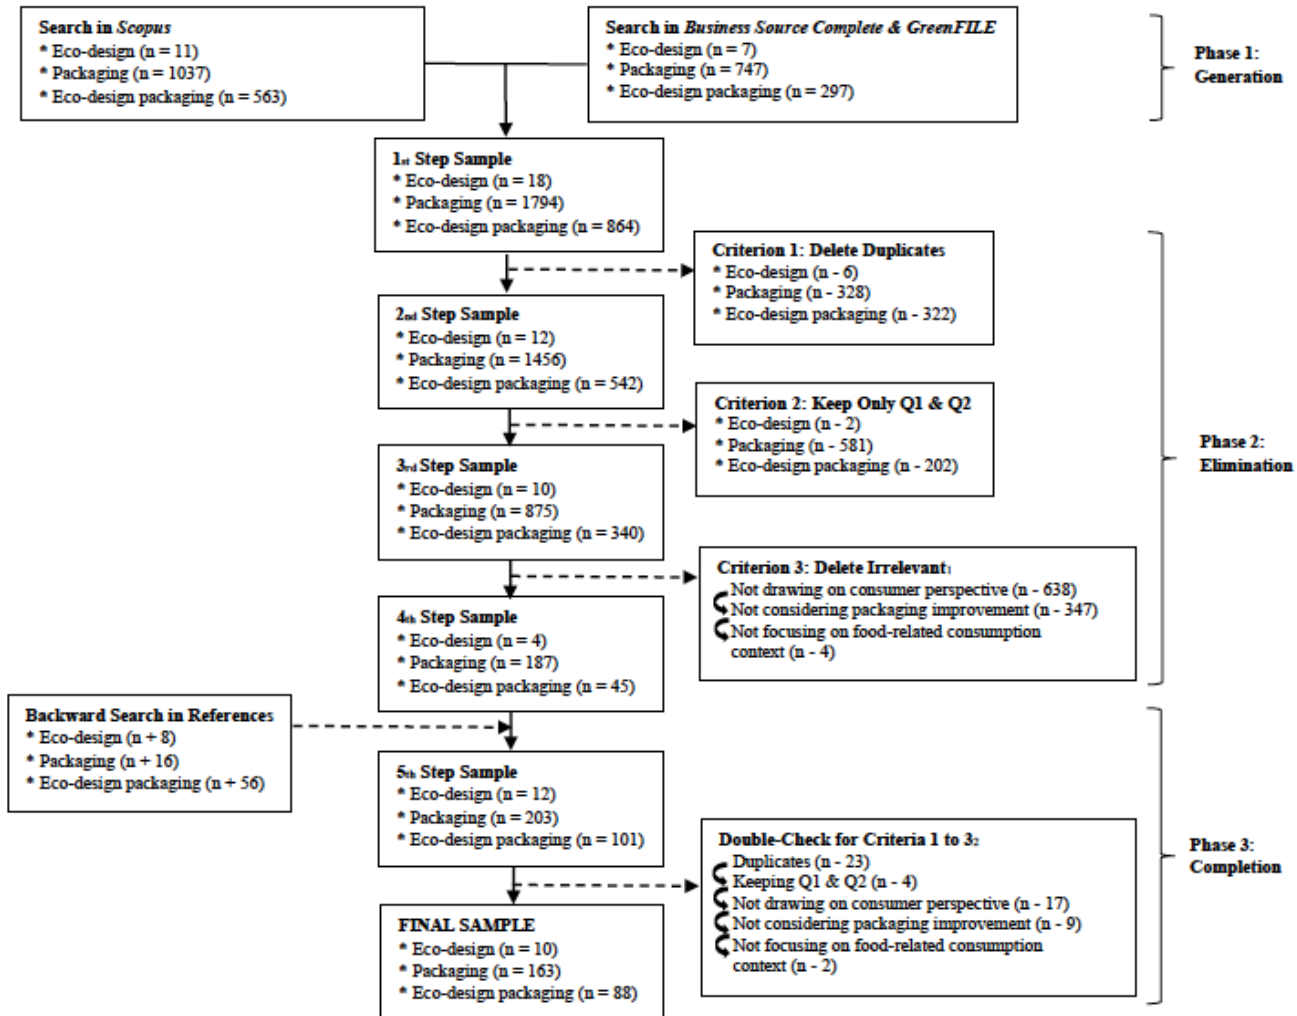 Search in Scopus
* Eco-design (n = 11)
* Packaging (n = 1037)
* Eco-design packaging (n = 563)
Search in Business Source Complete & GreenFILE
* Eco-design (n = 7)
* Packaging (n = 747)
* Eco-design packaging (n = 297)
Phase 1:
Generation
1st Step Sample
* Eco-design (n = 18)
* Packaging (n = 1794)
* Eco-design packaging (n = 864)
Criterion 1: Delete Duplicates
* Eco-design (n - 6)
* Packaging (n - 328)
* Eco-design packaging (n - 322)
2nd Step Sample
* Eco-design (n = 12)
* Packaging (n = 1456)
* Eco-design packaging (n = 542)
Criterion 2: Keep Only Q1 & Q2
* Eco-design (n - 2)
* Packaging (n - 581)
* Eco-design packaging (n - 202)
Phase 2:
Elimination
3rd Step Sample
* Eco-design (n = 10)
* Packaging (n = 875)
* Eco-design packaging (n = 340)
Criterion 3: Delete Irrelevant1
Not drawing on consumer perspective (n - 638)
Not considering packaging improvement (n - 347)
Not focusing on food-related consumption
context (n - 4)
4th Step Sample
* Eco-design (n = 4)
* Packaging (n = 187)
* Eco-design packaging (n = 45)
Backward Search in References
* Eco-design (n + 8)
* Packaging (n + 16)
* Eco-design packaging (n + 56)
5th Step Sample
* Eco-design (n = 12)
* Packaging (n = 203)
* Eco-design packaging (n = 101)
Double-Check for Criteria 1 to 32
Duplicates (n - 23)
Keeping Q1 & Q2 (n - 4)
Not drawing on consumer perspective (n - 17)
Not considering packaging improvement (n - 9)
Not focusing on food-related consumption
context (n - 2)
Phase 3:
Completion
FINAL SAMPLE
* Eco-design (n = 10)
* Packaging (n = 163)
* Eco-design packaging (n = 88)